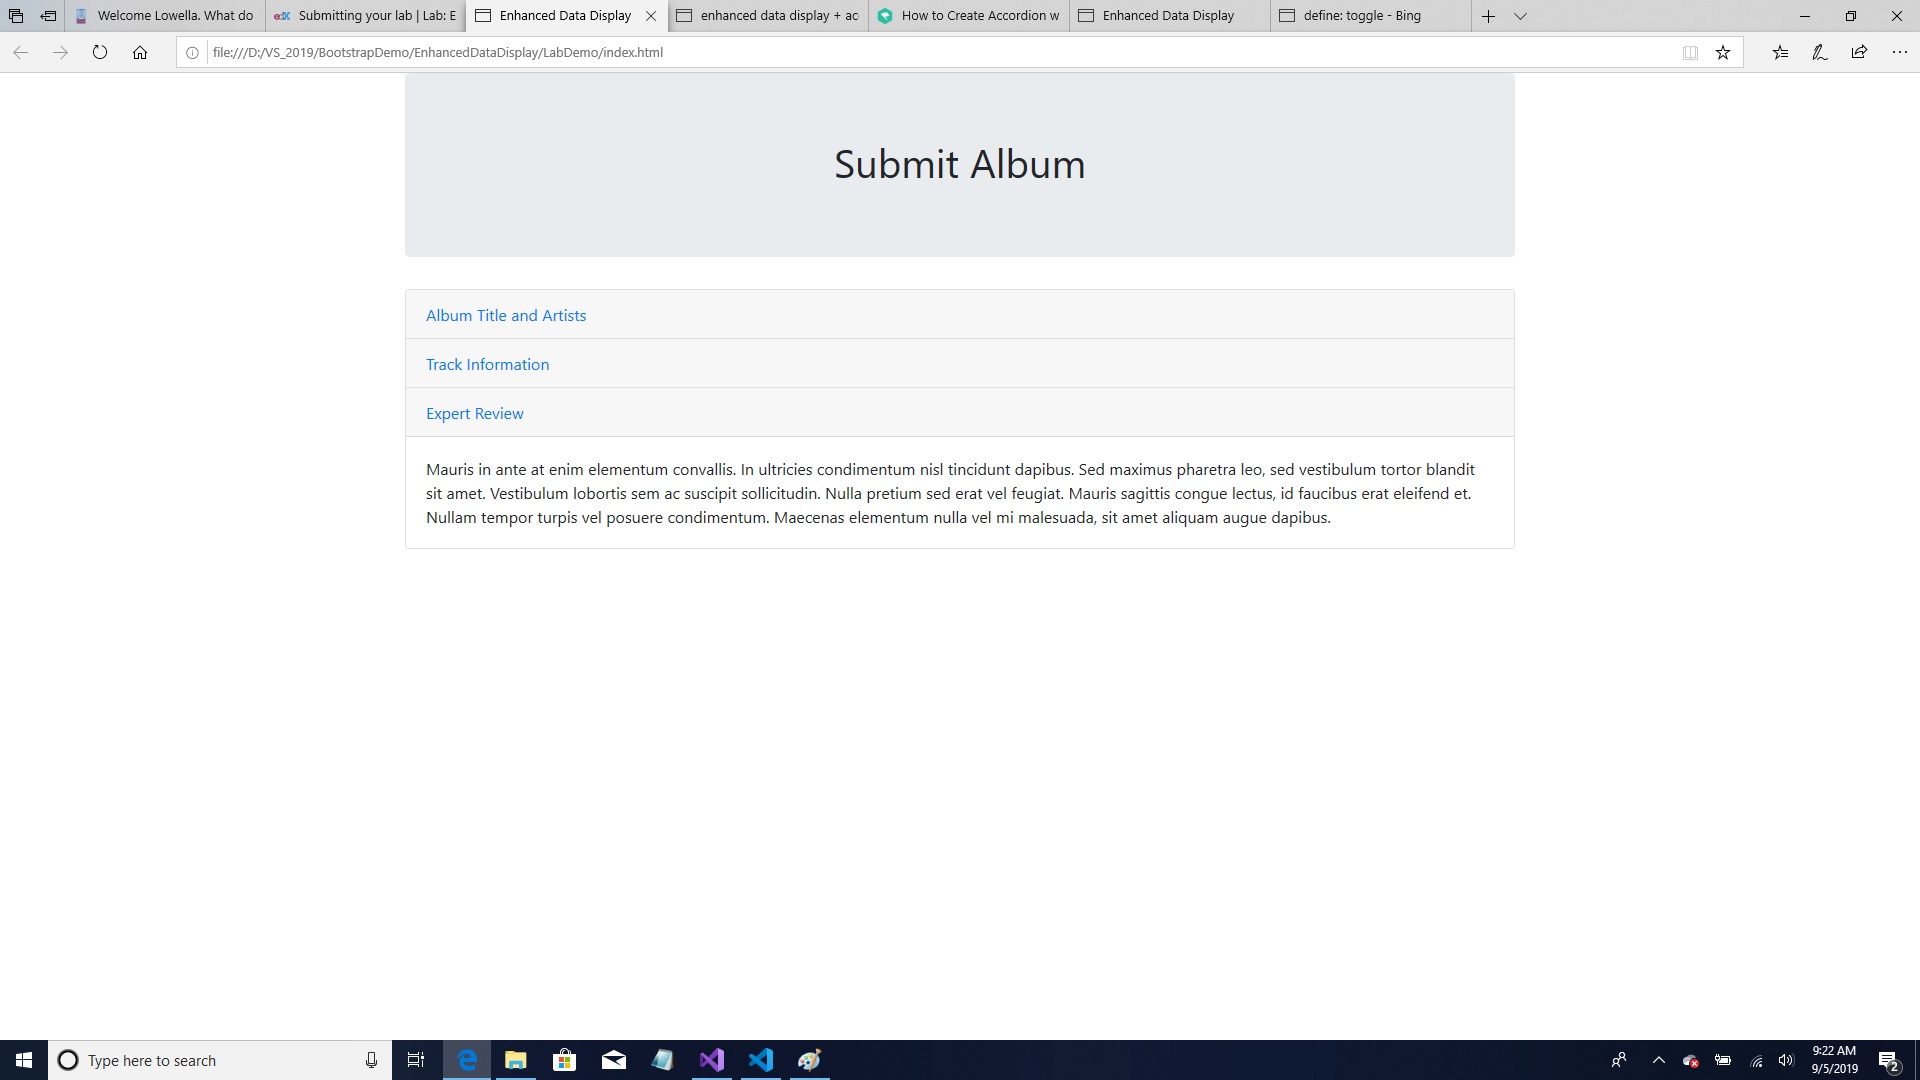 Welcome Lowella. What do
edX Submitting your lab | Lab: E
Enhanced Data Display
enhanced data display + ac
How to Create Accordion w
Enhanced Data Display
define: toggle - Bing
file:///D:/VS_2019/BootstrapDemo/EnhancedDataDisplay/LabDemo/index.html
Submit Album
Album Title and Artists
Track Information
Expert Review
Mauris in ante at enim elementum convallis. In ultricies condimentum nisl tincidunt dapibus. Sed maximus pharetra leo, sed vestibulum tortor blandit
sit amet. Vestibulum lobortis sem ac suscipit sollicitudin. Nulla pretium sed erat vel feugiat. Mauris sagittis congue lectus, id faucibus erat eleifend et.
Nullam tempor turpis vel posuere condimentum. Maecenas elementum nulla vel mi malesuada, sit amet aliquam augue dapibus.
Type here to search
9:22 AM
9/5/2019
2